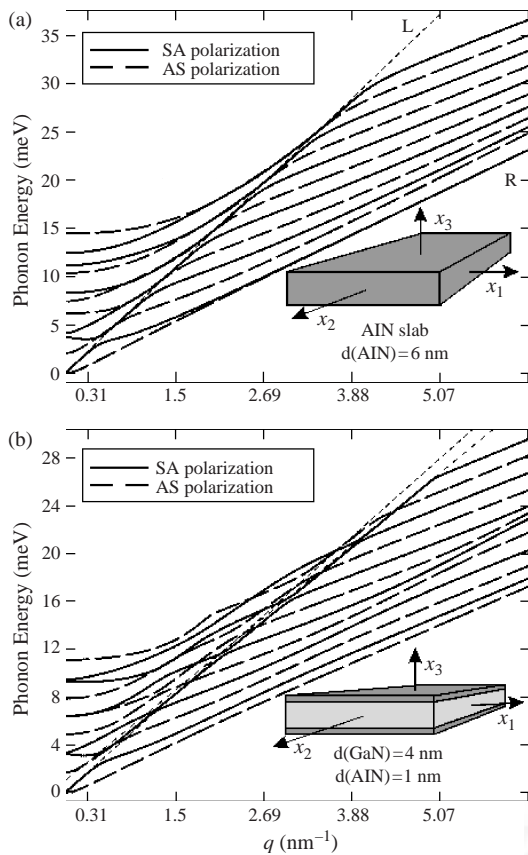 (a)
L
SA polarization
AS polarization
35
30
25
20
15
10
5
0
Phonon Energy (meV)
R
x3
x1
x2
AlN slab
d(AlN)=6 nm
0.31
1.5
2.69
3.88
5.07
(b)
SA polarization
AS polarization
28
24
20
16
12
8
4
0
Phonon Energy (meV)
x3
x1
x2
d(GaN)=4 nm
d(AlN)=1 nm
0.31
1.5
2.69
3.88
5.07
q (nm⁻¹)